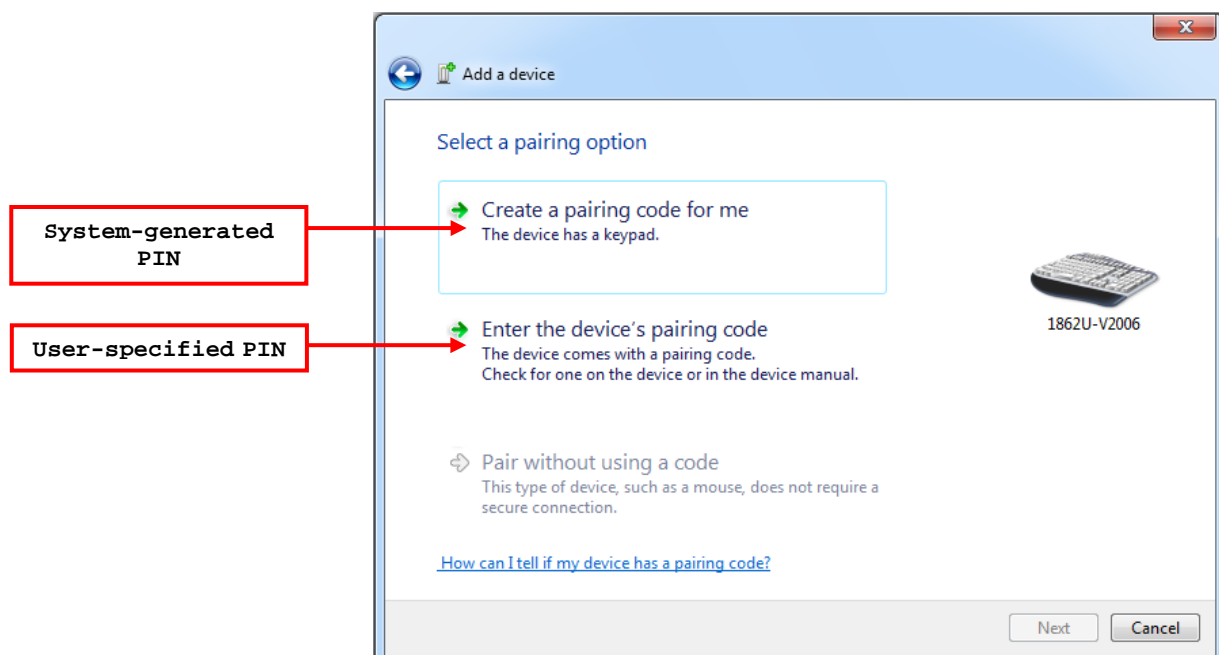 X
Add a device
Select a pairing option
Create a pairing code for me
The device has a keypad.
System-generated
PIN
Enter the device's pairing code
The device comes with a pairing code.
Check for one on the device or in the device manual.
User-specified PIN
1862U-V2006
Pair without using a code
This type of device, such as a mouse, does not require a
secure connection.
How can I tell if my device has a pairing code?
Next
Cancel